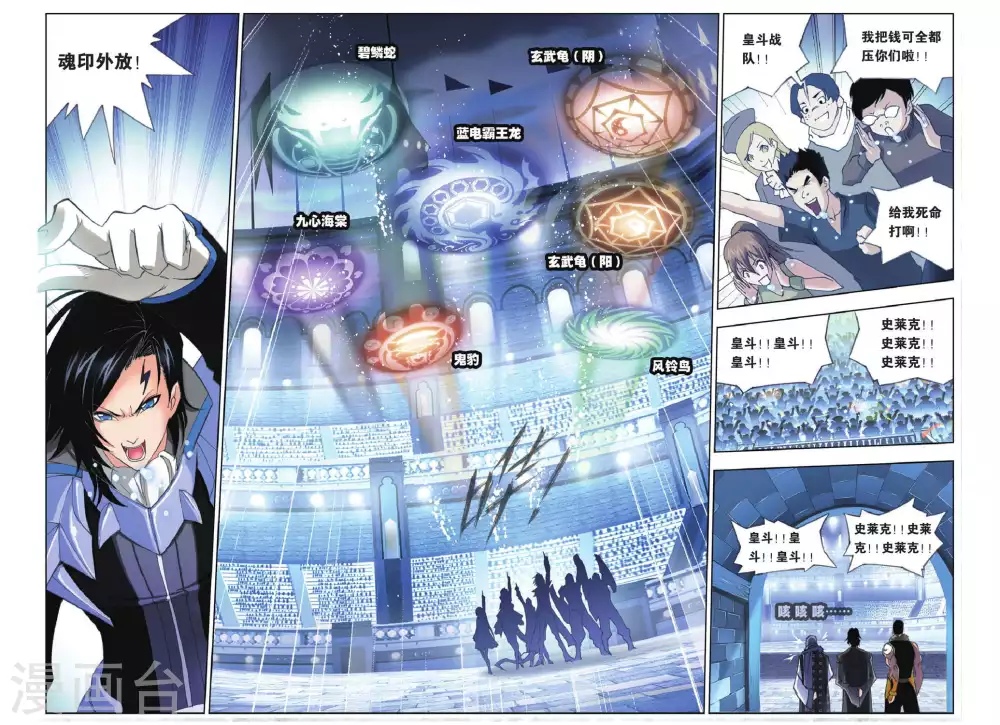 魂印外放！
碧鳞蛇
玄武龟（阴）
蓝电霸王龙
九心海棠
玄武龟（阳）
鬼豹
风铃鸟
皇斗战
队！！
我把钱可全都
压你们啦！！
给我死命
打啊！！
皇斗！！皇斗！！
皇斗！！
史莱克！！
史莱克！！
史莱克！！
皇斗！！皇
斗！！皇斗！！
史莱克！！史莱
克！！史莱克！！
咳咳咳……
漫画台